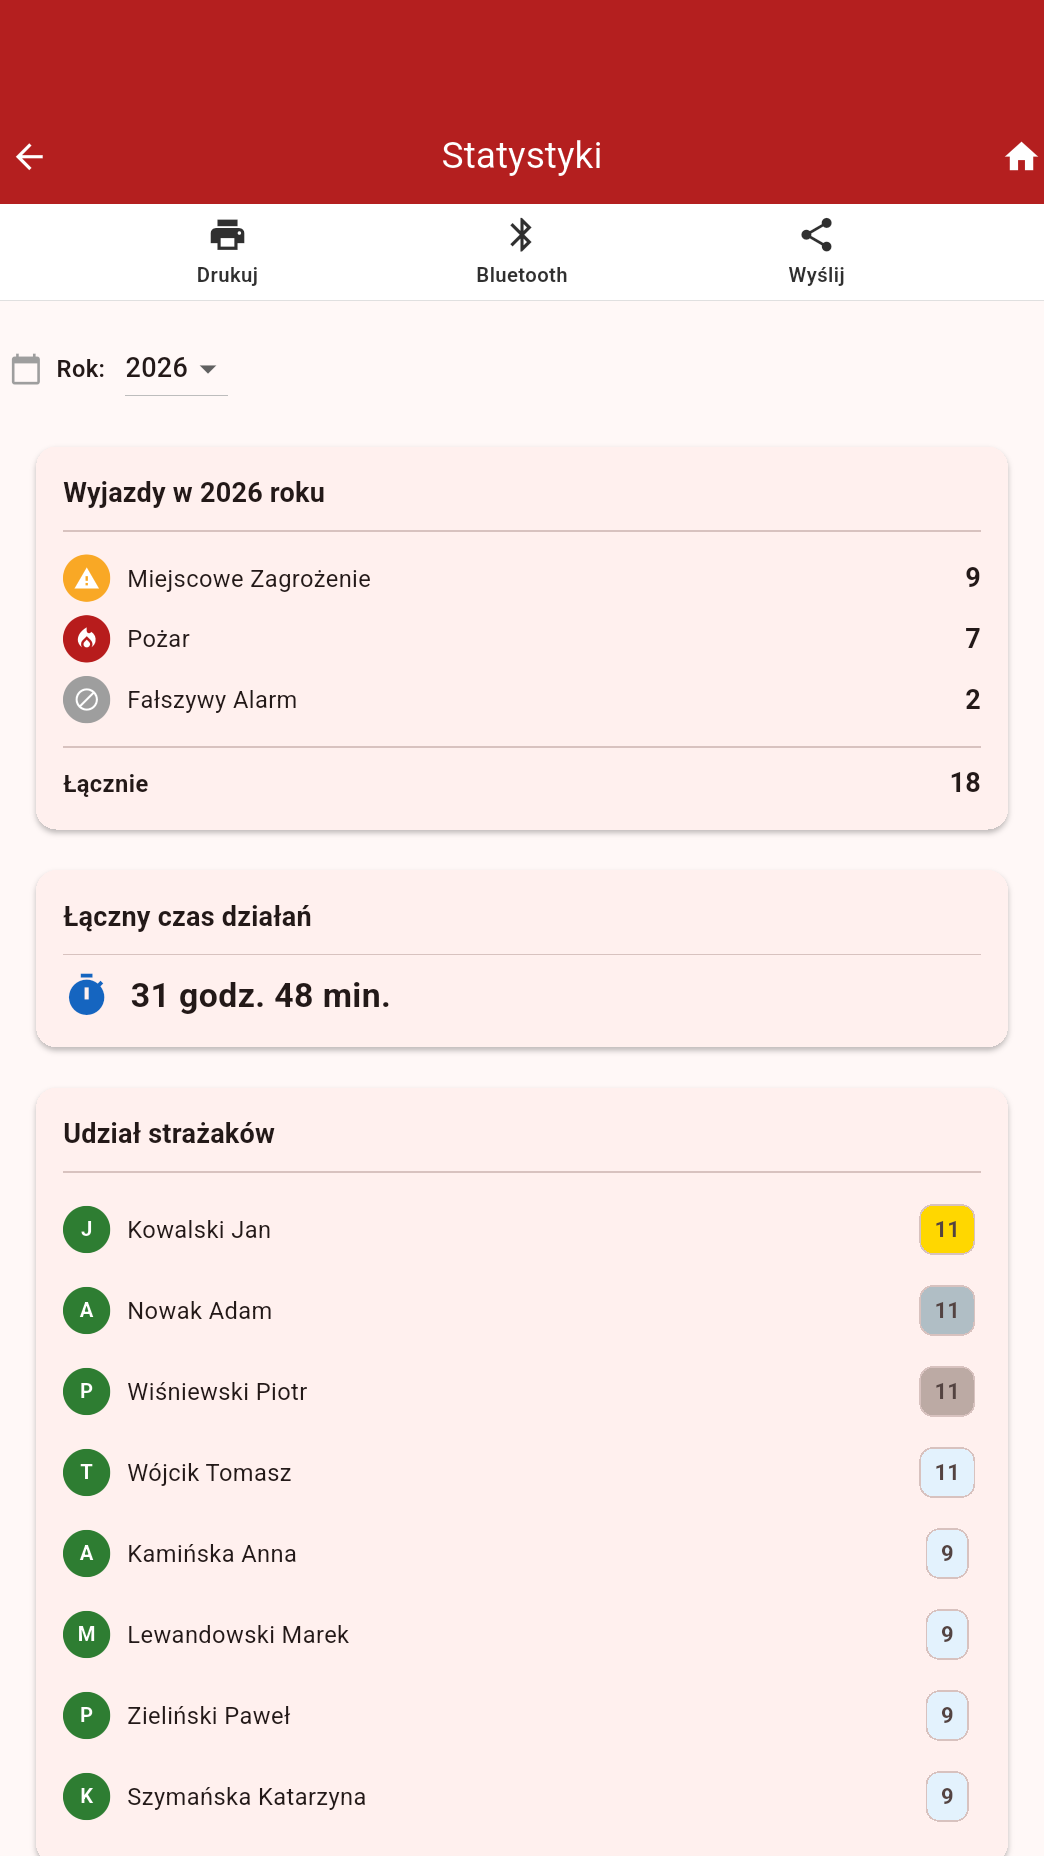 Statystyki
Drukuj Bluetooth Wyślij
Rok: 2026
Wyjazdy w 2026 roku
Miejscowe Zagrożenie 9
Pożar 7
Fałszywy Alarm 2
Łącznie 18
Łączny czas działań
31 godz. 48 min.
Udział strażaków
J Kowalski Jan 11
A Nowak Adam 11
P Wiśniewski Piotr 11
T Wójcik Tomasz 11
A Kamińska Anna 9
M Lewandowski Marek 9
P Zieliński Paweł 9
K Szymańska Katarzyna 9